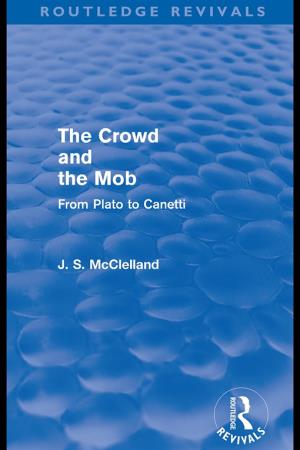 ROUTLEDGE REVIVALS
The Crowd
and
the Mob
From Plato to Canetti
J. S. McClelland
ROUTLEDGE
REVIVALS